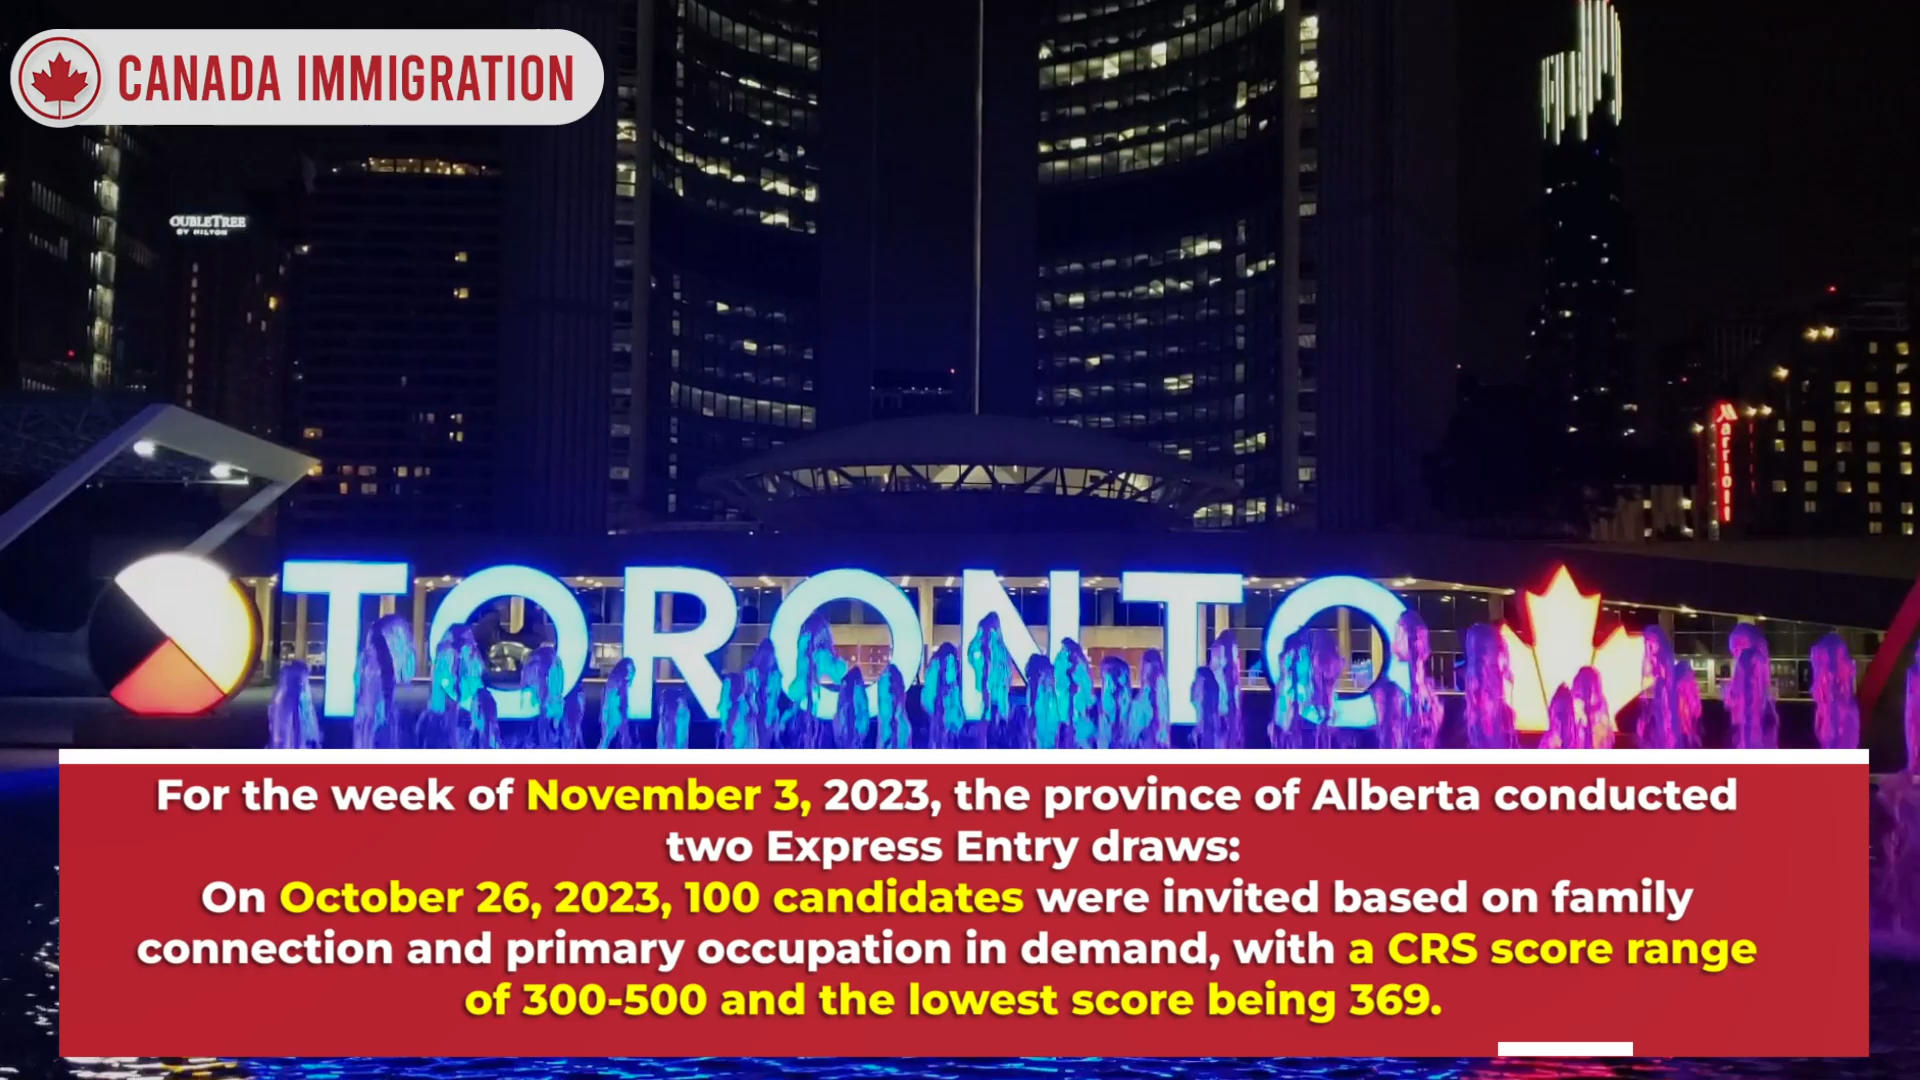 CANADA IMMIGRATION
OUBLETREE
BY HILTON
Marriott
TORONTO
For the week of November 3, 2023, the province of Alberta conducted
two Express Entry draws:
On October 26, 2023, 100 candidates were invited based on family
connection and primary occupation in demand, with a CRS score range
of 300-500 and the lowest score being 369.